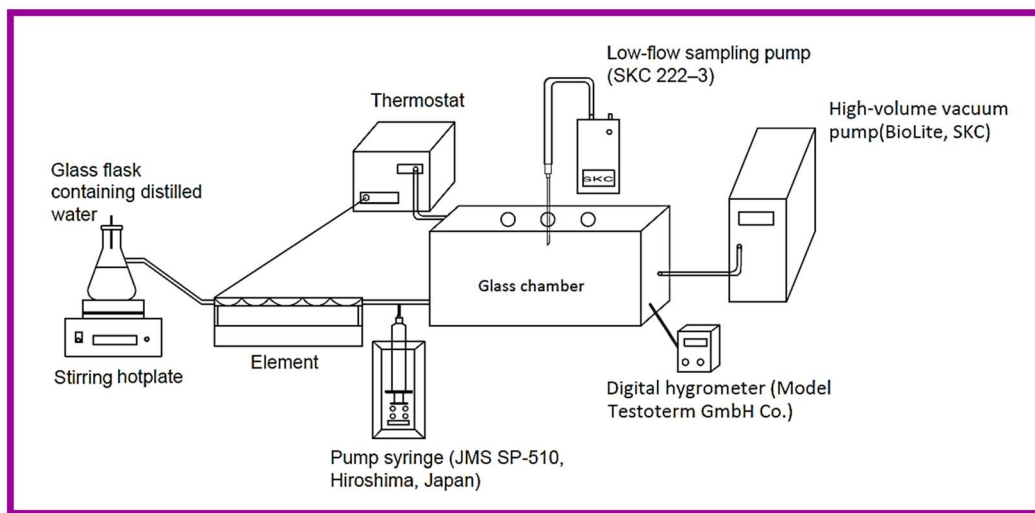 Low-flow sampling pump
(SKC 222–3)
Thermostat
High-volume vacuum
pump(BioLite, SKC)
Glass flask
containing distilled
water
SKC
Glass chamber
Stirring hotplate
Element
Digital hygrometer (Model
Testoterm GmbH Co.)
Pump syringe (JMS SP-510,
Hiroshima, Japan)